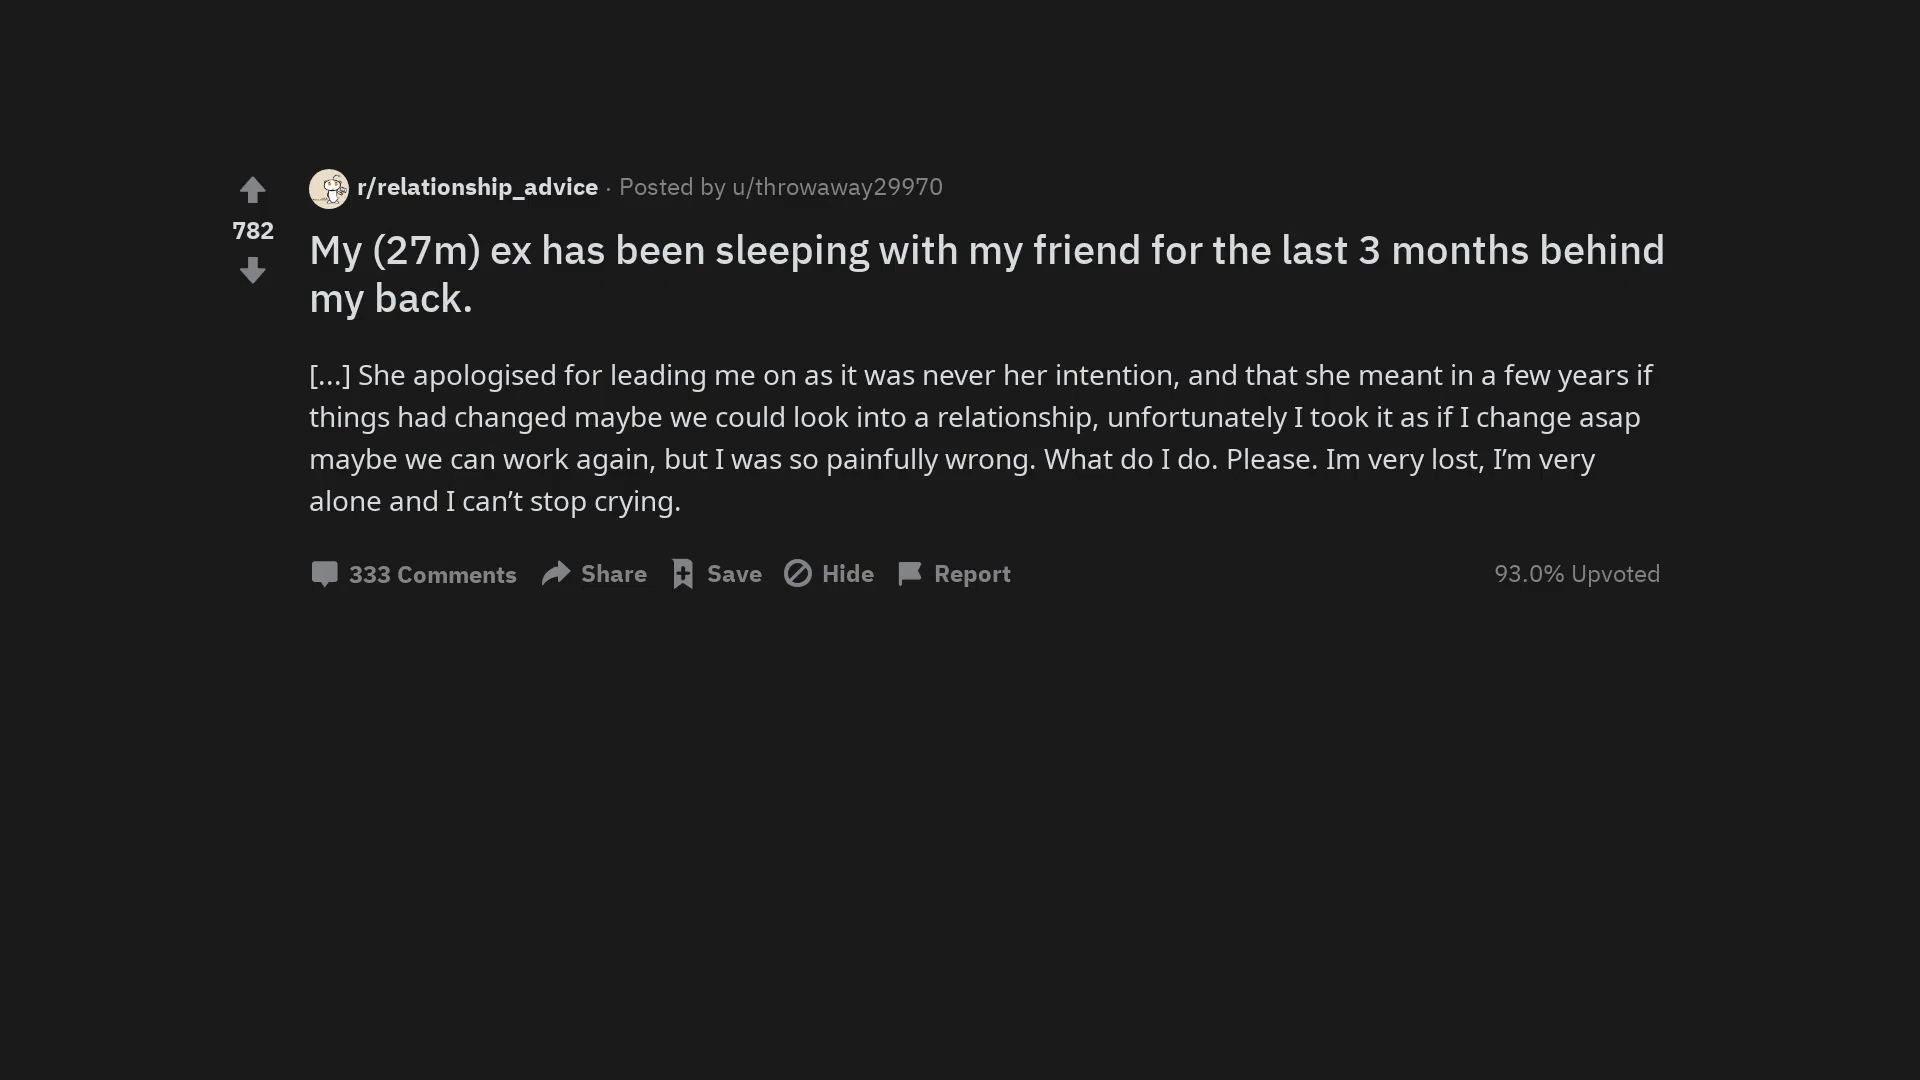 r/relationship_advice · Posted by u/throwaway29970
782
My (27m) ex has been sleeping with my friend for the last 3 months behind
my back.
[...] She apologised for leading me on as it was never her intention, and that she meant in a few years if
things had changed maybe we could look into a relationship, unfortunately I took it as if I change asap
maybe we can work again, but I was so painfully wrong. What do I do. Please. Im very lost, I’m very
alone and I can’t stop crying.
333 Comments Share Save Hide Report 93.0% Upvoted